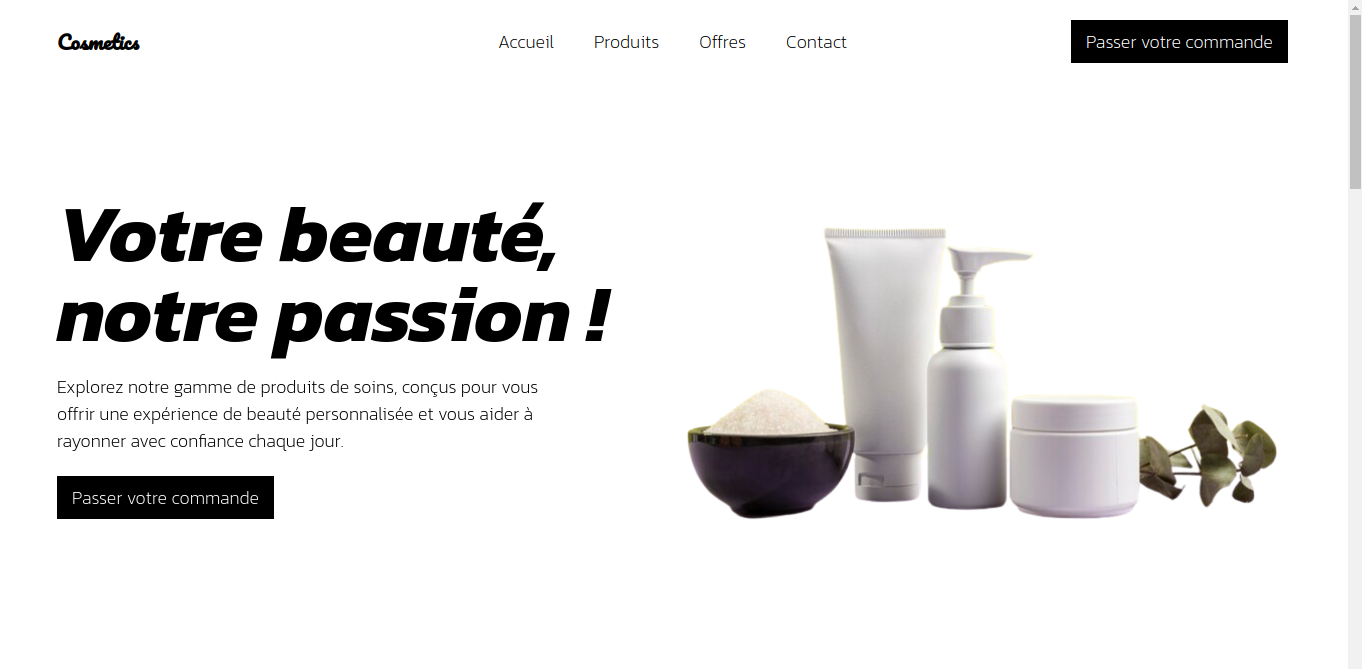 Cosmetics
Accueil
Produits
Offres
Contact
Passer votre commande
Votre beauté,
notre passion !
Explorez notre gamme de produits de soins, conçus pour vous
offrir une expérience de beauté personnalisée et vous aider à
rayonner avec confiance chaque jour.
Passer votre commande